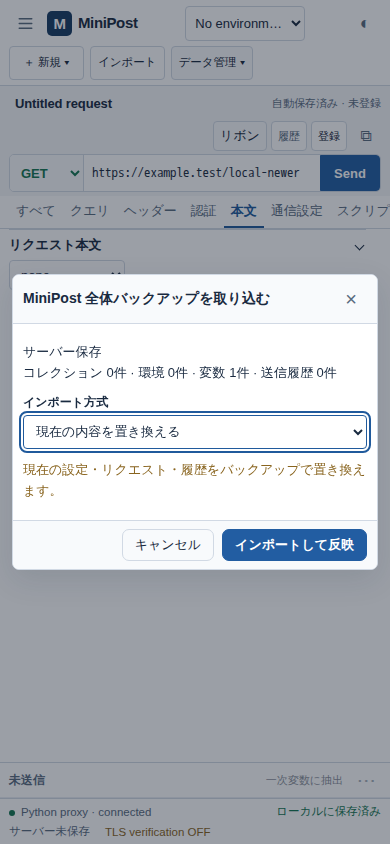 M MiniPost No environm…
＋ 新規 ▾ インポート データ管理 ▾
Untitled request 自動保存済み · 未登録
リボン 履歴 登録
GET https://example.test/local-newer Send
すべて クエリ ヘッダー 認証 本文 通信設定 スクリプ
リクエスト本文
MiniPost 全体バックアップを取り込む ×
サーバー保存
コレクション 0件 · 環境 0件 · 変数 1件 · 送信履歴 0件
インポート方式
現在の内容を置き換える
現在の設定・リクエスト・履歴をバックアップで置き換え
ます。
キャンセル インポートして反映
未送信 一次変数に抽出 ---
Python proxy · connected ローカルに保存済み
サーバー未保存 TLS verification OFF